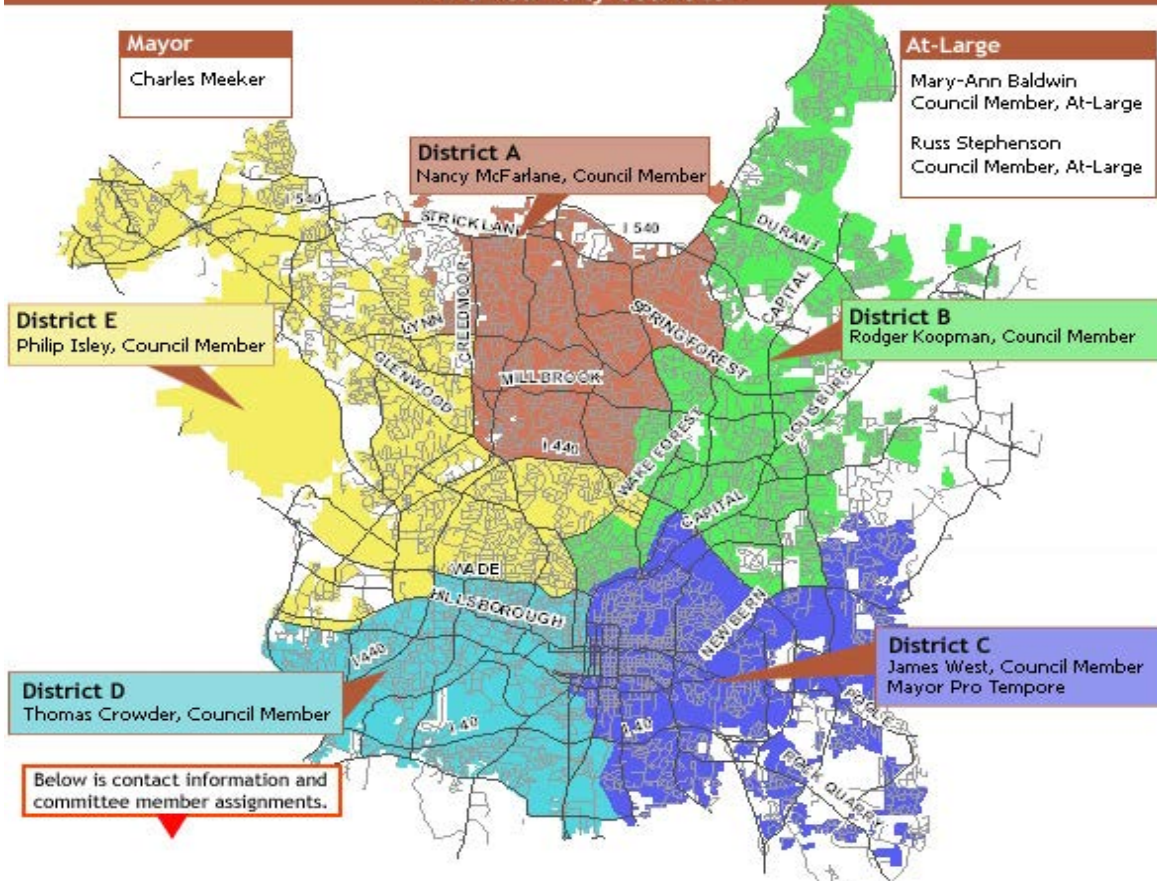 Mayor
Charles Meeker
At-Large
Mary-Ann Baldwin
Council Member, At-Large
Russ Stephenson
Council Member, At-Large
District A
Nancy McFarlane, Council Member
I 540
STRICKLAND
I 540
DURANT
CAPITAL
District E
Philip Isley, Council Member
LYNN
CREEDMOOR
SPRING FOREST
District B
Rodger Koopman, Council Member
GLENWOOD
MILLBROOK
LOUISBURG
I 440
WAKE FOREST
CAPITAL
WADE
HILLSBOROUGH
NEW BERN
I 440
District C
James West, Council Member
Mayor Pro Tempore
District D
Thomas Crowder, Council Member
I 40
I 40
POOLE
ROCK QUARRY
Below is contact information and
committee member assignments.